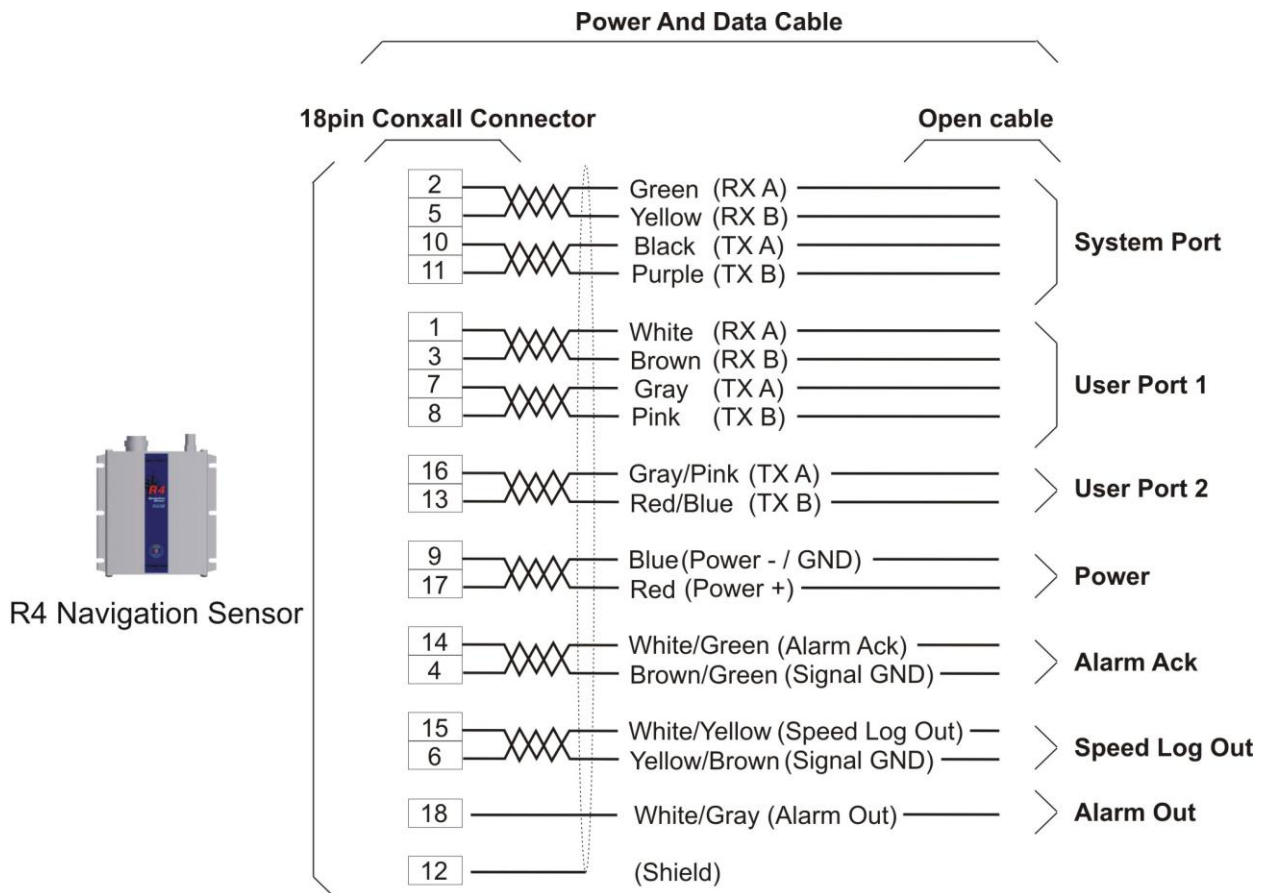 Power And Data Cable
18pin Conxall Connector
Open cable
2 Green (RX A)
5 Yellow (RX B)
10 Black (TX A)
11 Purple (TX B)
System Port
1 White (RX A)
3 Brown (RX B)
7 Gray (TX A)
8 Pink (TX B)
User Port 1
16 Gray/Pink (TX A)
13 Red/Blue (TX B)
User Port 2
9 Blue (Power - / GND)
17 Red (Power +)
Power
14 White/Green (Alarm Ack)
4 Brown/Green (Signal GND)
Alarm Ack
15 White/Yellow (Speed Log Out)
6 Yellow/Brown (Signal GND)
Speed Log Out
18 White/Gray (Alarm Out)
Alarm Out
12 (Shield)
R4
R4 Navigation Sensor